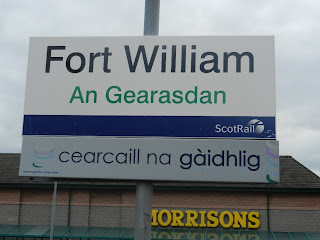 Fort William
An Gearasdan
ScotRail
cearcaill na gàidhlig
MORRISONS